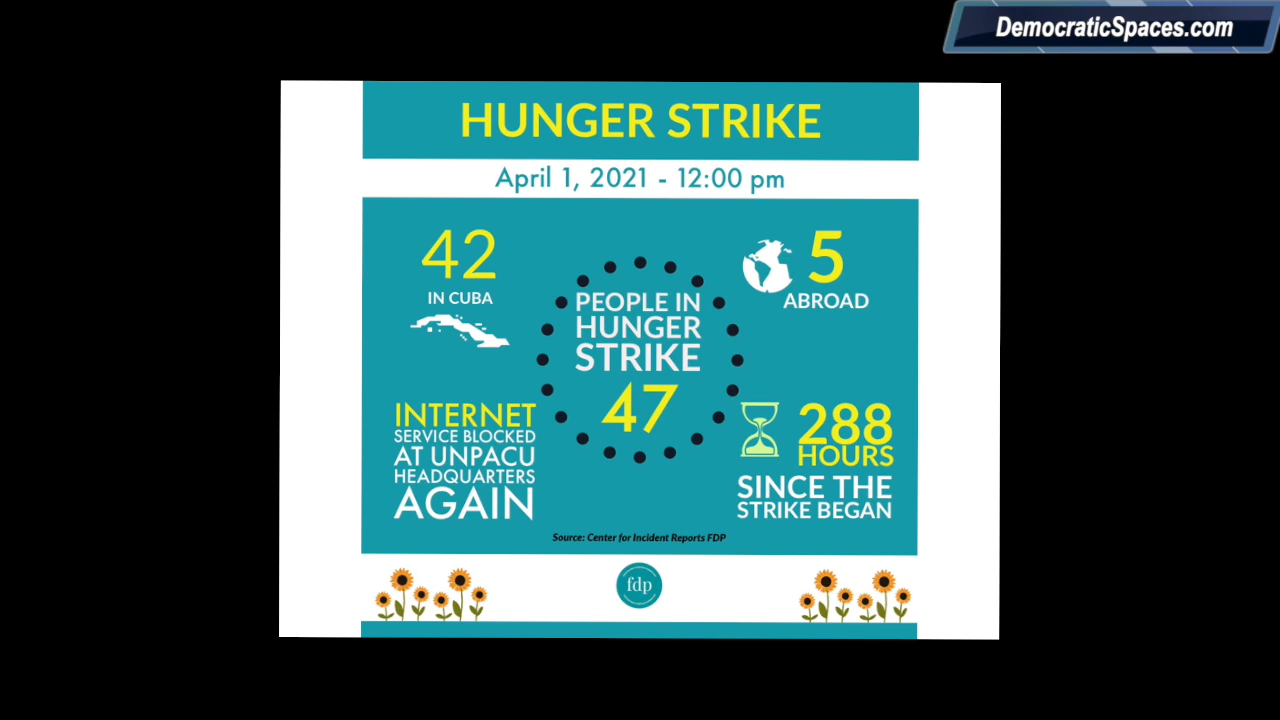 DemocraticSpaces.com
HUNGER STRIKE
April 1, 2021 - 12:00 pm
42
IN CUBA
PEOPLE IN
HUNGER
STRIKE
47
5
ABROAD
INTERNET
SERVICE BLOCKED
AT UNPACU
HEADQUARTERS
AGAIN
288
HOURS
SINCE THE
STRIKE BEGAN
Source: Center for Incident Reports FDP
fdp